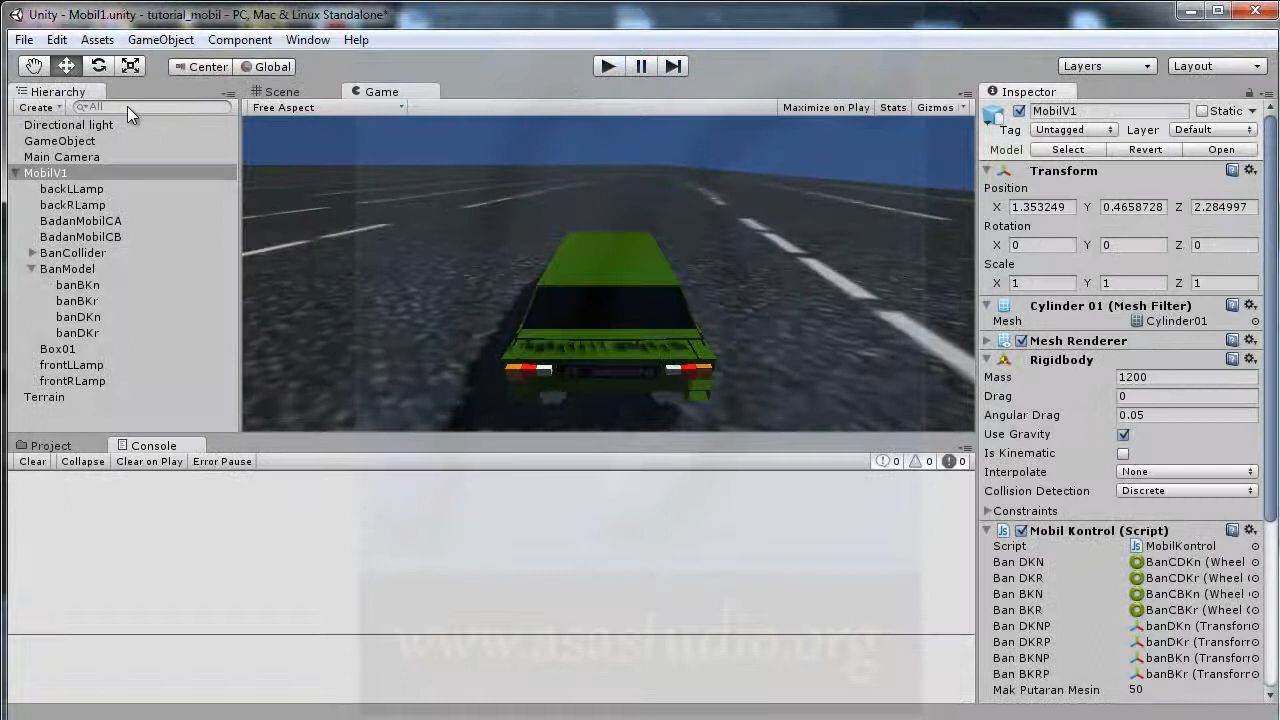 Unity - Mobil1.unity - tutorial_mobil - PC, Mac & Linux Standalone*
File Edit Assets GameObject Component Window Help
Center Global Layers Layout
Hierarchy Scene Game Inspector
Create All Free Aspect Maximize on Play Stats Gizmos MobilV1 Static
Directional light
GameObject
Main Camera
MobilV1
backLLamp
backRLamp
BadanMobilCA
BadanMobilCB
BanCollider
BanModel
banBKn
banBKr
banDKn
banDKr
Box01
frontLLamp
frontRLamp
Terrain
Tag Untagged Layer Default
Model Select Revert Open
Transform
Position
X 1.353249 Y 0.4658728 Z 2.284997
Rotation
X 0 Y 0 Z 0
Scale
X 1 Y 1 Z 1
Cylinder 01 (Mesh Filter)
Mesh Cylinder01
Mesh Renderer
Rigidbody
Mass 1200
Drag 0
Angular Drag 0.05
Use Gravity
Is Kinematic
Interpolate None
Collision Detection Discrete
Constraints
Mobil Kontrol (Script)
Script MobilKontrol
Ban DKN BanCDKn (Wheel
Ban DKR BanCDKr (Wheel
Ban BKN BanCBKn (Wheel
Ban BKR BanCBKr (Wheel
Ban DKNP banDKn (Transform
Ban DKRP banDKr (Transform
Ban BKNP banBKn (Transform
Ban BKRP banBKr (Transform
Mak Putaran Mesin 50
Project Console
Clear Collapse Clear on Play Error Pause 0 0 0